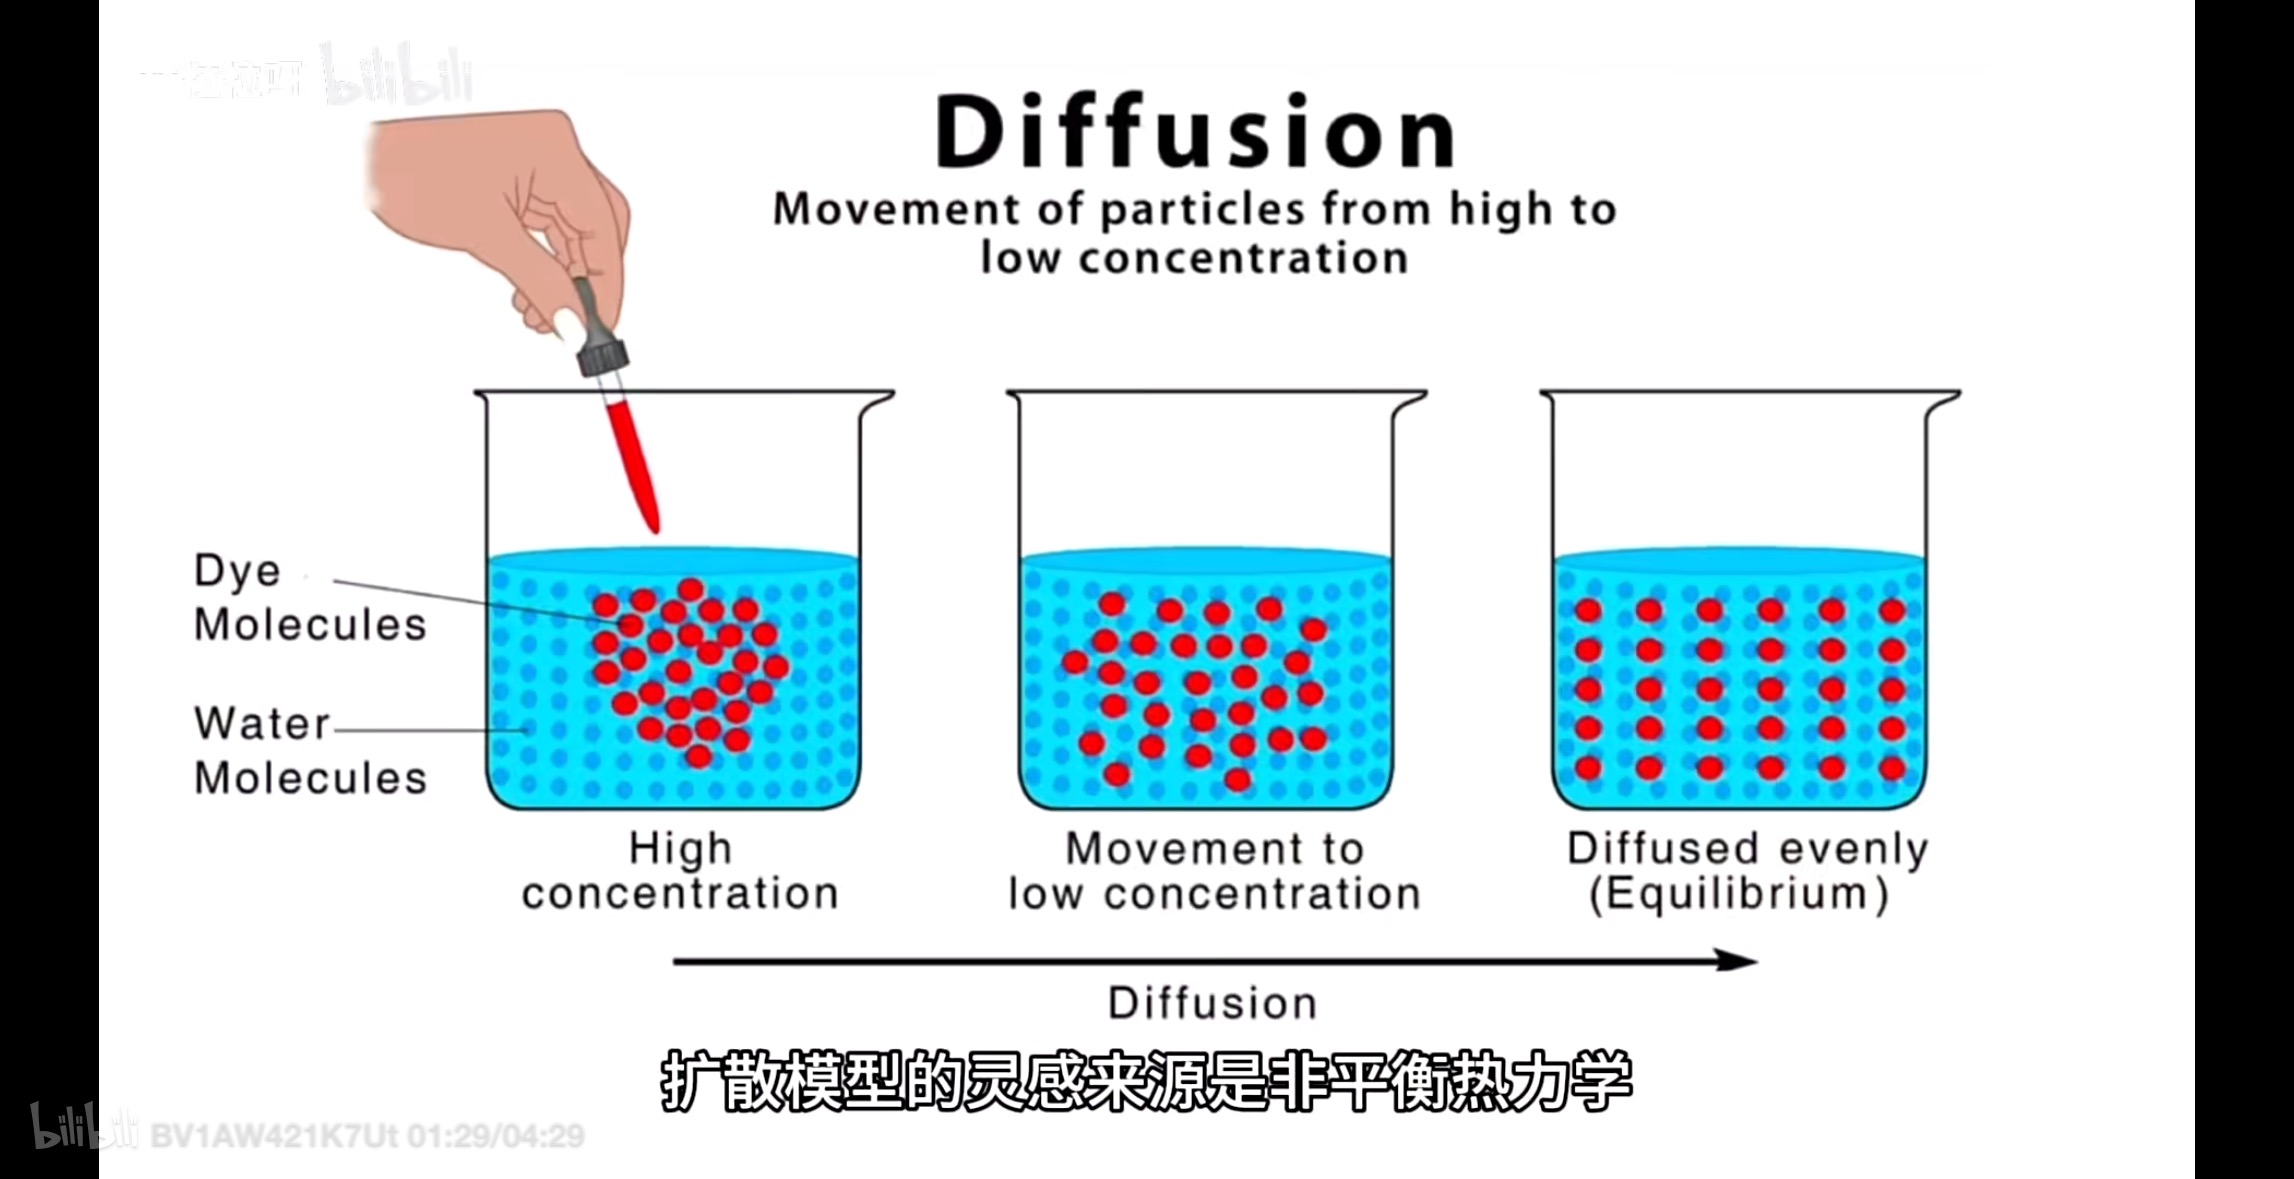 bilibili
Diffusion
Movement of particles from high to
low concentration
Dye
Molecules
Water
Molecules
High
concentration
Movement to
low concentration
Diffused evenly
(Equilibrium)
Diffusion
扩散模型的灵感来源是非平衡热力学
bilibili BV1AW421K7Ut 01:29/04:29